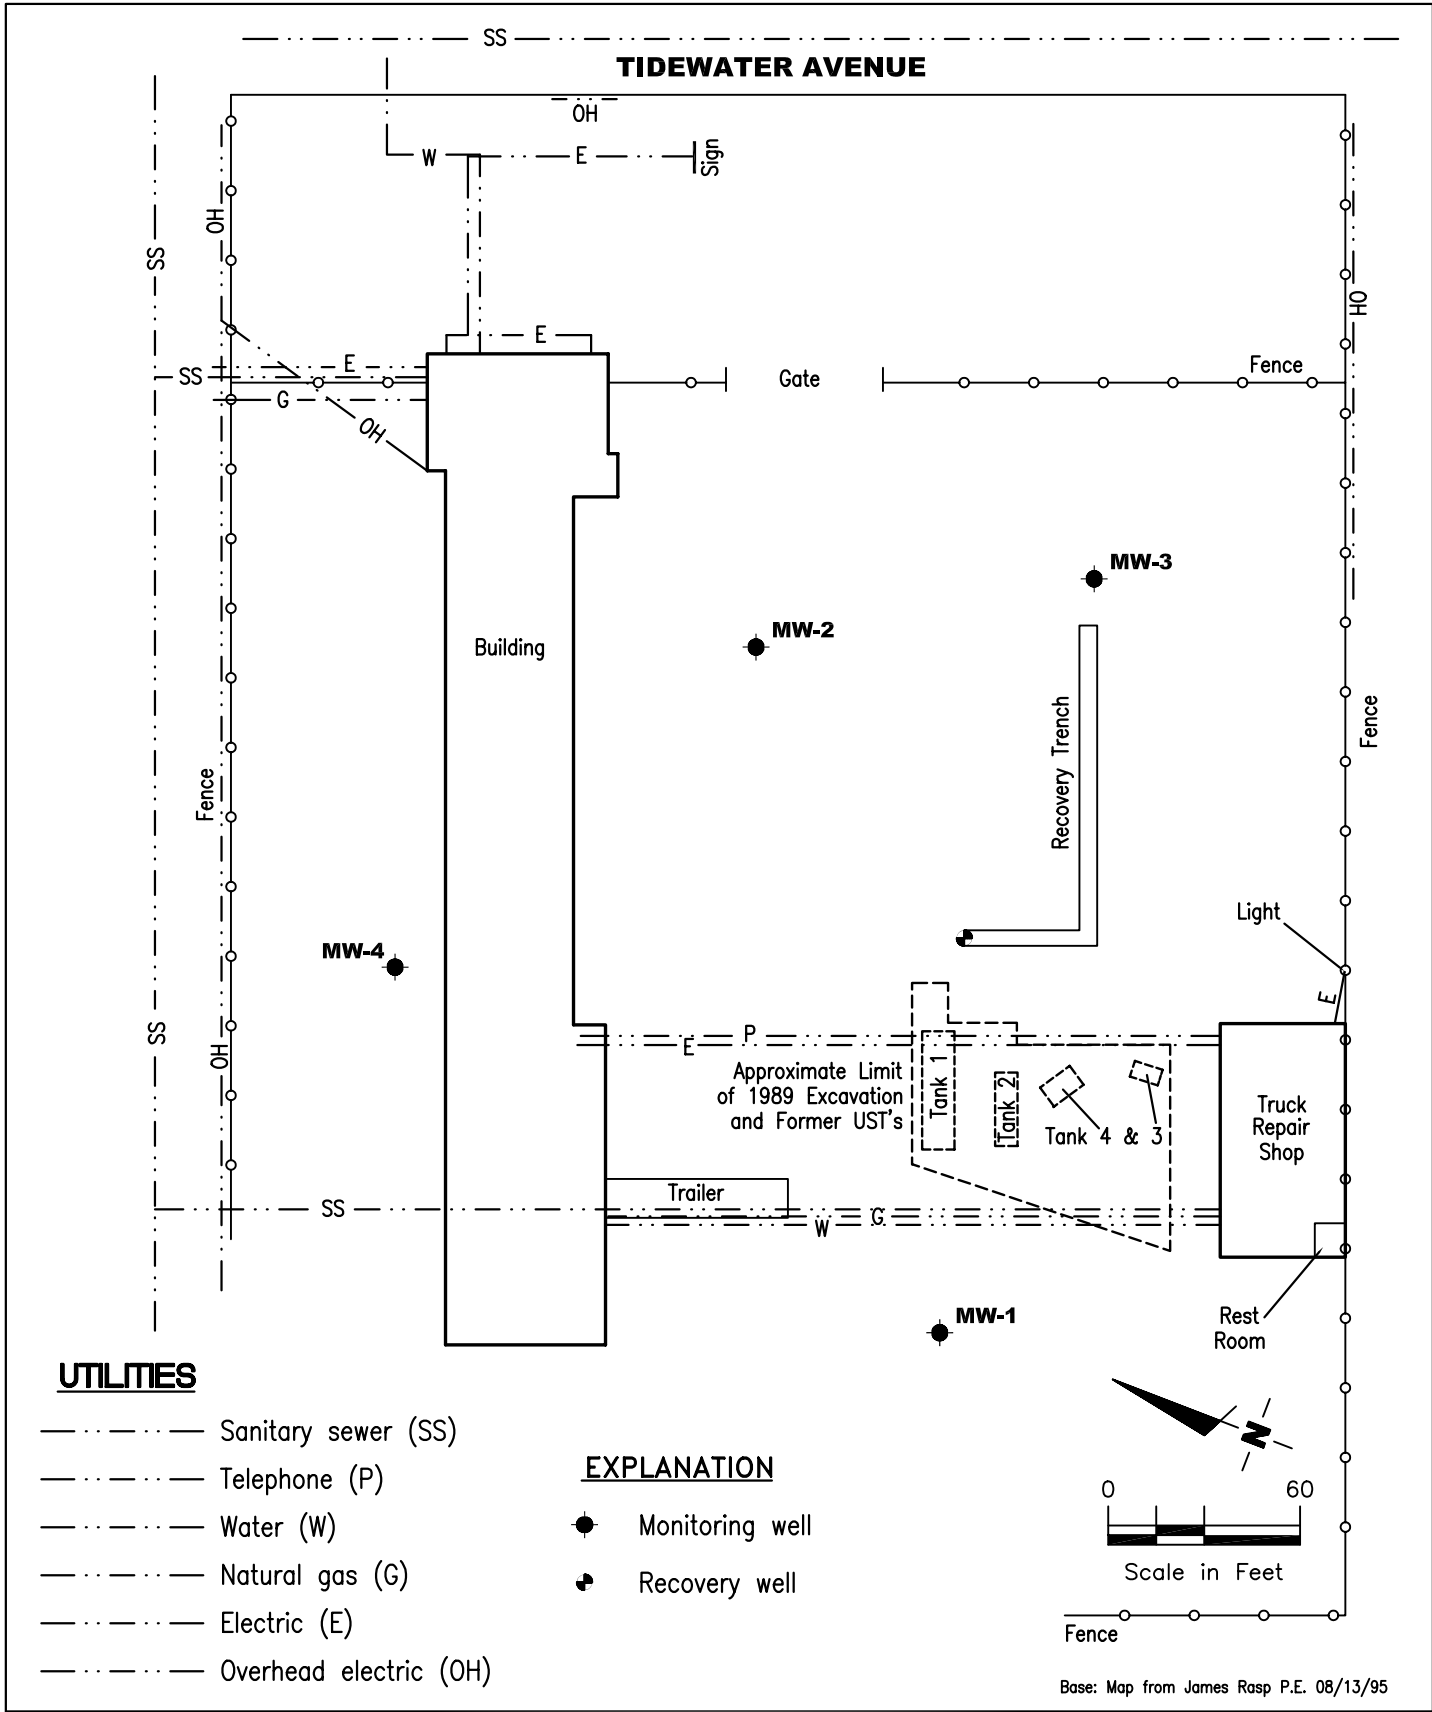 SS
TIDEWATER AVENUE
OH
W
E
Sign
OH
SS
OH
E
E
SS
Gate
Fence
G
OH
MW-3
MW-2
Building
Recovery Trench
Fence
Fence
Light
MW-4
E
SS
OH
P
E
Approximate Limit
of 1989 Excavation
and Former UST's
Tank 1
Tank 2
Tank 4 & 3
Truck
Repair
Shop
Trailer
SS
G
W
MW-1
Rest
Room
UTILITIES
Sanitary sewer (SS)
Telephone (P)
Water (W)
Natural gas (G)
Electric (E)
Overhead electric (OH)
EXPLANATION
Monitoring well
Recovery well
N
0 60
Scale in Feet
Fence
Base: Map from James Rasp P.E. 08/13/95